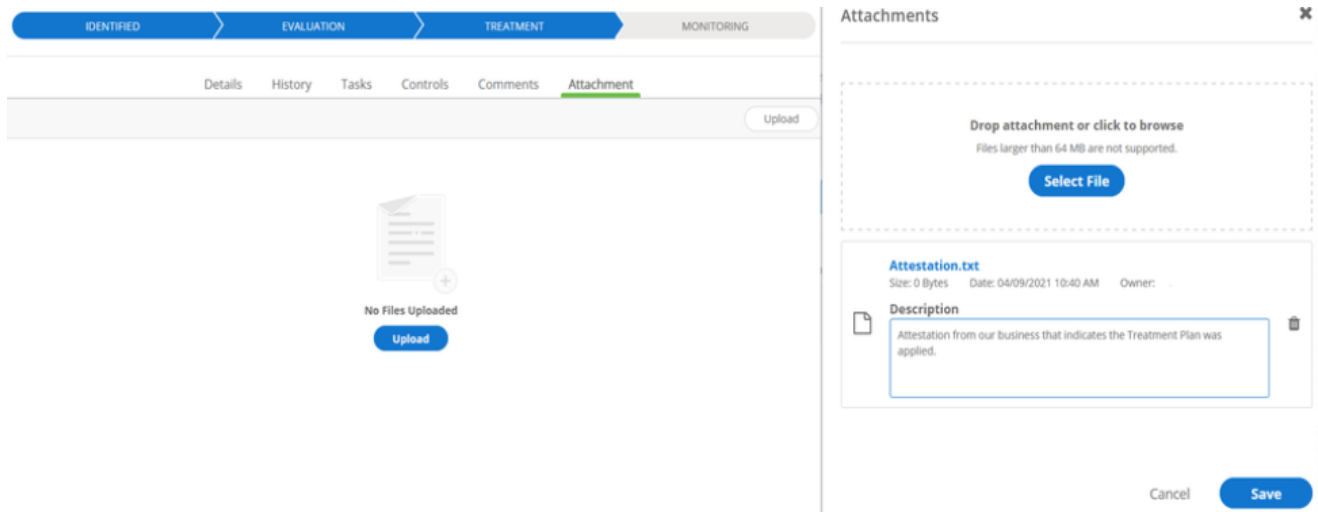 IDENTIFIED
EVALUATION
TREATMENT
MONITORING
Details History Tasks Controls Comments Attachment
Upload
No Files Uploaded
Upload
Attachments
Drop attachment or click to browse
Files larger than 64 MB are not supported.
Select File
Attestation.txt
Size: 0 Bytes Date: 04/09/2021 10:40 AM Owner:
Description
Attestation from our business that indicates the Treatment Plan was
applied.
Cancel Save